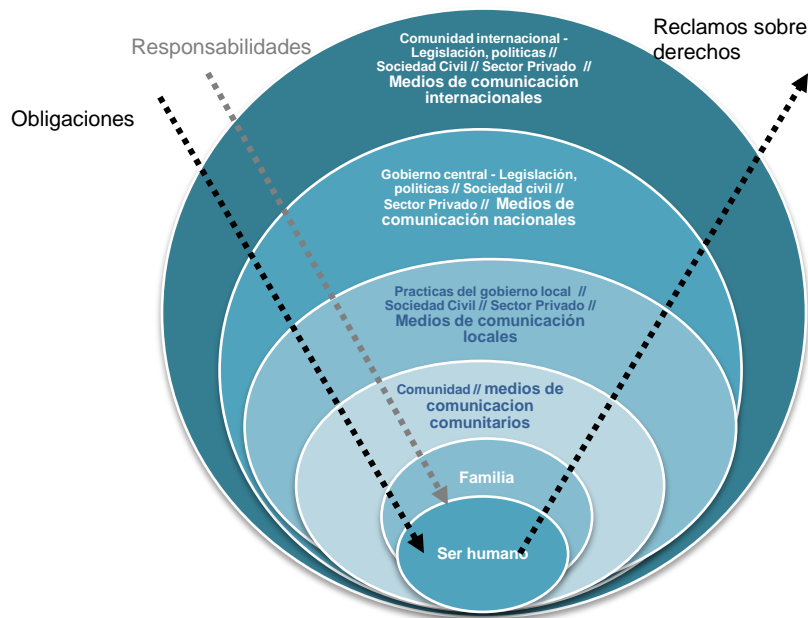 Responsabilidades
Obligaciones
Reclamos sobre
derechos
Comunidad internacional -
Legislación, politicas //
Sociedad Civil // Sector Privado //
Medios de comunicación
internacionales
Gobierno central - Legislación,
politicas // Sociedad civil //
Sector Privado // Medios de
comunicación nacionales
Practicas del gobierno local //
Sociedad Civil // Sector Privado //
Medios de comunicación
locales
Comunidad // medios de
comunicacion
comunitarios
Familia
Ser humano